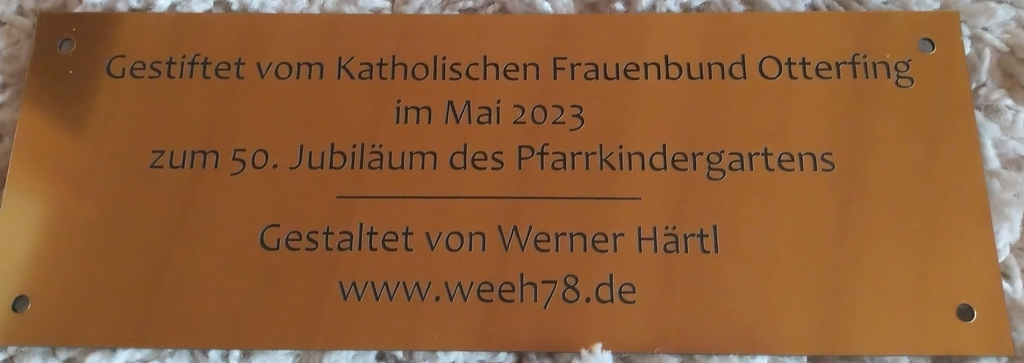 Gestiftet vom Katholischen Frauenbund Otterfing
im Mai 2023
zum 50. Jubiläum des Pfarrkindergartens
Gestaltet von Werner Härtl
www.weeh78.de